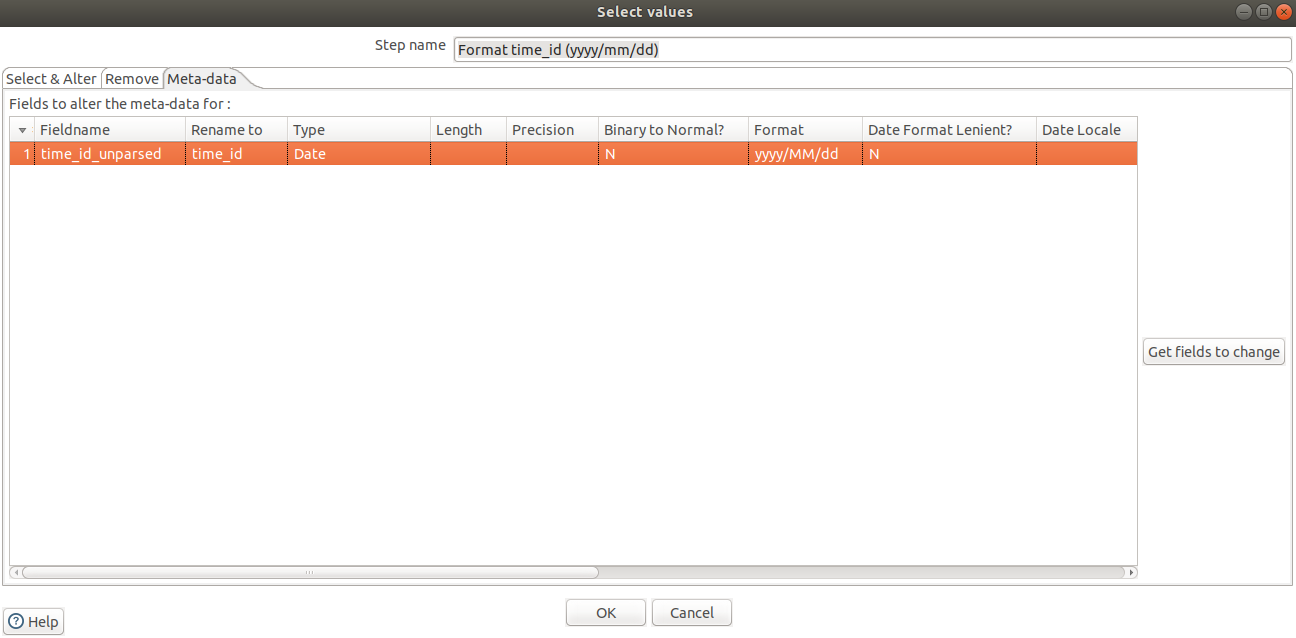 Select values
Step name Format time_id (yyyy/mm/dd)
Select & Alter Remove Meta-data
Fields to alter the meta-data for :
Fieldname Rename to Type Length Precision Binary to Normal? Format Date Format Lenient? Date Locale
1 time_id_unparsed time_id Date N yyyy/MM/dd N
Get fields to change
OK Cancel
Help